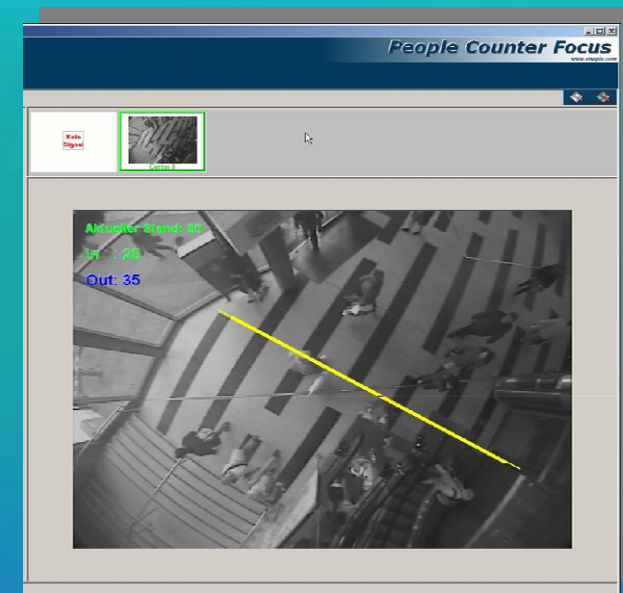 People Counter Focus
Kein
Signal
Aktueller Stand: 60
In : 25
Out: 35